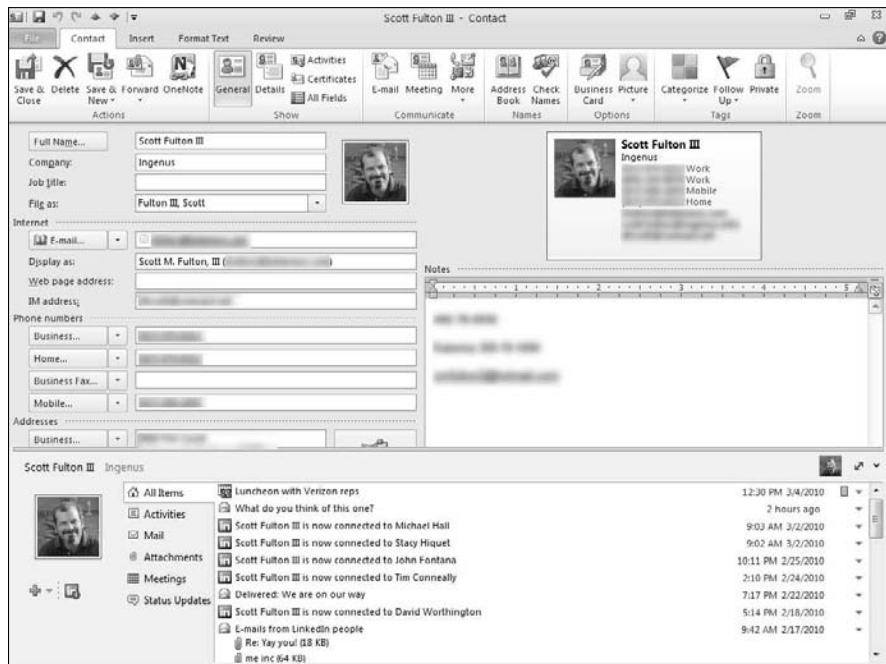 Scott Fulton III - Contact
File Contact Insert Format Text Review
Save & Close
Delete
Save & New
Forward
OneNote
Actions
General
Details
Activities
Certificates
All Fields
Show
E-mail
Meeting
More
Communicate
Address Book
Check Names
Names
Business Card
Picture
Options
Categorize
Follow Up
Private
Tags
Zoom
Zoom
Full Name... Scott Fulton III
Company: Ingenus
Job title:
File as: Fulton III, Scott
Internet
E-mail...
Display as: Scott M. Fulton, III (
Web page address:
IM address:
Phone numbers
Business...
Home...
Business Fax...
Mobile...
Addresses
Business...
Scott Fulton III
Ingenus
Work
Work
Mobile
Home
Notes
1 2 3 4 5
Scott Fulton III Ingenus
All Items
Activities
Mail
Attachments
Meetings
Status Updates
Luncheon with Verizon reps 12:30 PM 3/4/2010
What do you think of this one? 2 hours ago
Scott Fulton III is now connected to Michael Hall 9:03 AM 3/2/2010
Scott Fulton III is now connected to Stacy Hiquet 9:02 AM 3/2/2010
Scott Fulton III is now connected to John Fontana 10:11 PM 2/25/2010
Scott Fulton III is now connected to Tim Conneally 2:10 PM 2/24/2010
Delivered: We are on our way 7:17 PM 2/22/2010
Scott Fulton III is now connected to David Worthington 5:14 PM 2/18/2010
E-mails from LinkedIn people 9:42 AM 2/17/2010
Re: Yay you! (18 KB)
me inc (64 KB)